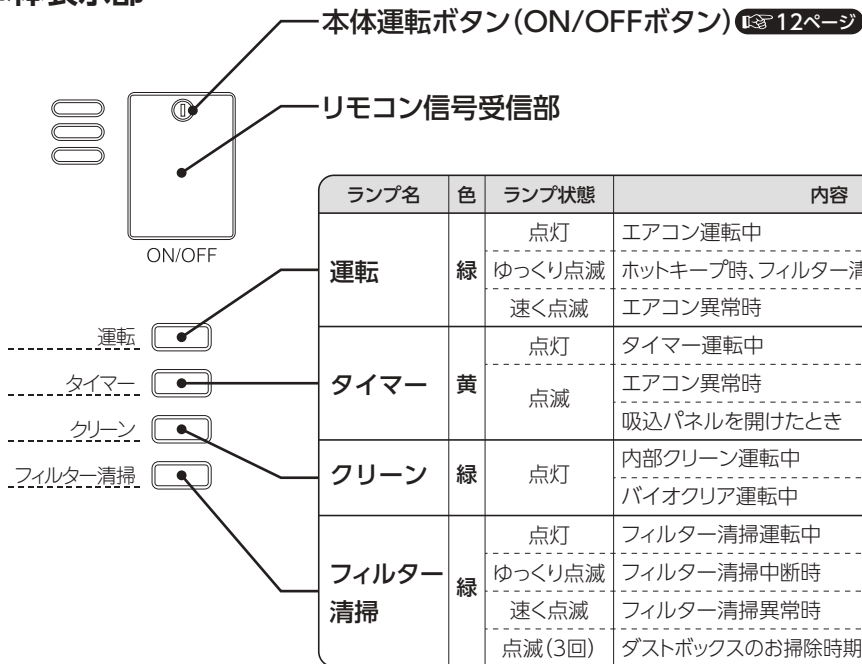 本体運転ボタン(ON/OFFボタン) ☞12ページ
リモコン信号受信部
ON/OFF
運転
タイマー
クリーン
フィルター清掃
ランプ名 色 ランプ状態 内容
運転 緑 点灯 エアコン運転中
ゆっくり点滅 ホットキープ時、フィルター
速く点滅 エアコン異常時
タイマー 黄 点灯 タイマー運転中
点滅 エアコン異常時
吸込パネルを開けたとき
クリーン 緑 点灯 内部クリーン運転中
バイオクリア運転中
フィルター清掃 緑 点灯 フィルター清掃運転中
ゆっくり点滅 フィルター清掃中断時
速く点滅 フィルター清掃異常時
点滅(3回) ダストボックスのお掃除時期